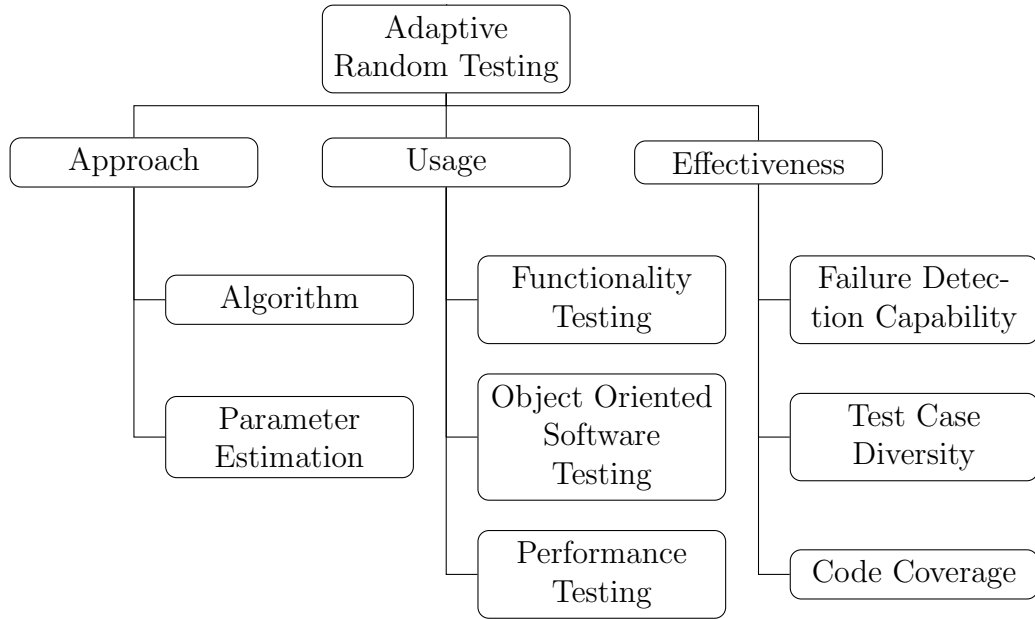 Adaptive
Random Testing
Approach
Usage
Effectiveness
Algorithm
Parameter
Estimation
Functionality
Testing
Object Oriented
Software
Testing
Performance
Testing
Failure Detec-
tion Capability
Test Case
Diversity
Code Coverage